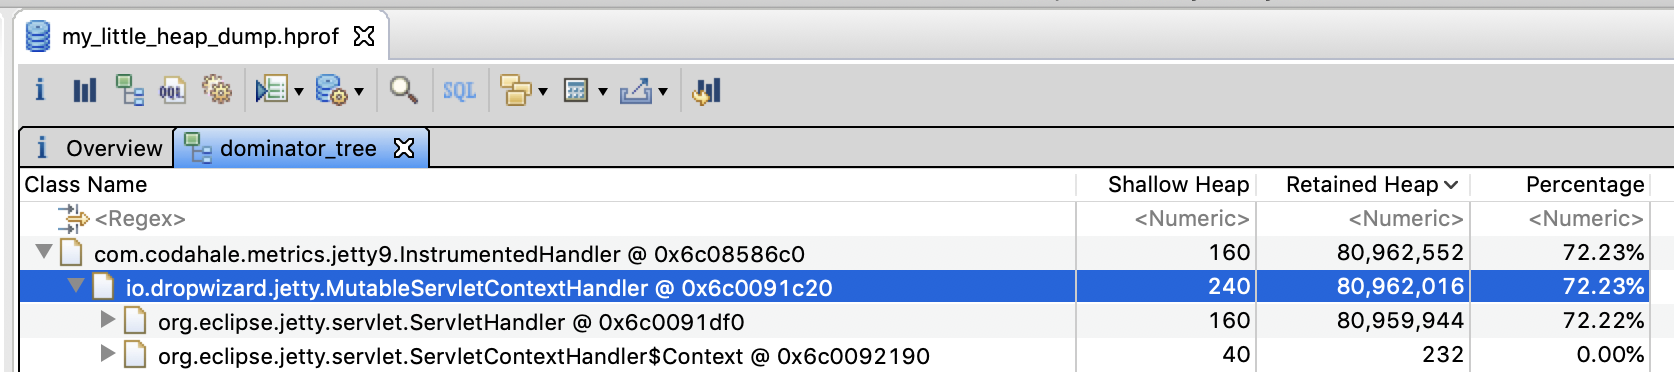 my_little_heap_dump.hprof
i OQL SQL
i Overview dominator_tree
Class Name Shallow Heap Retained Heap Percentage
<Regex> <Numeric> <Numeric> <Numeric>
com.codahale.metrics.jetty9.InstrumentedHandler @ 0x6c08586c0 160 80,962,552 72.23%
io.dropwizard.jetty.MutableServletContextHandler @ 0x6c0091c20 240 80,962,016 72.23%
org.eclipse.jetty.servlet.ServletHandler @ 0x6c0091df0 160 80,959,944 72.22%
org.eclipse.jetty.servlet.ServletContextHandler$Context @ 0x6c0092190 40 232 0.00%